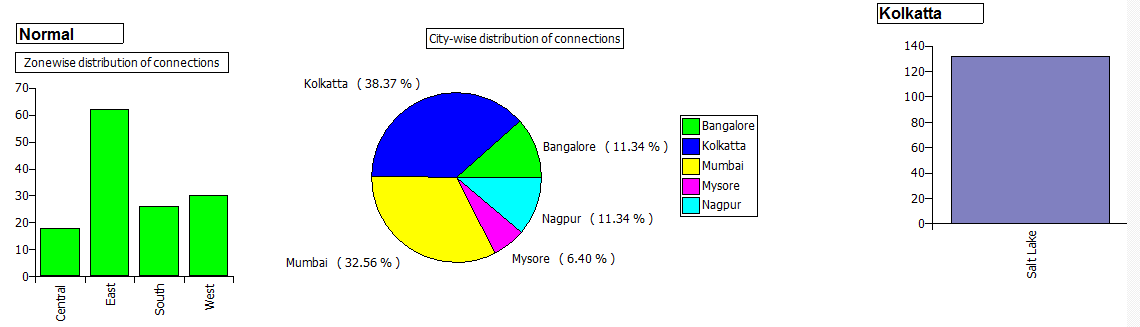 Normal
Zonewise distribution of connections
70
60
50
40
30
20
10
0
Central
East
South
West
City-wise distribution of connections
Kolkatta ( 38.37 % )
Bangalore ( 11.34 % )
Nagpur ( 11.34 % )
Mysore ( 6.40 % )
Mumbai ( 32.56 % )
Bangalore
Kolkatta
Mumbai
Mysore
Nagpur
Kolkatta
140
120
100
80
60
40
20
0
Salt Lake